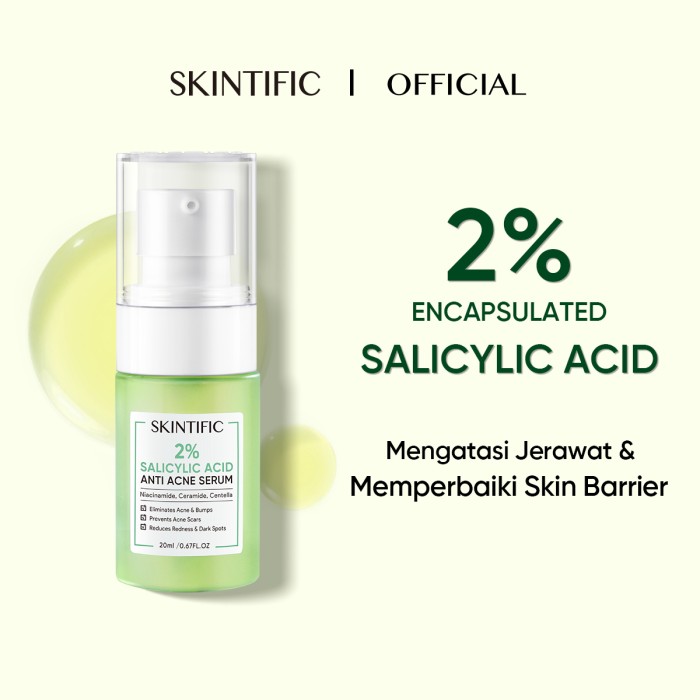 SKINTIFIC | OFFICIAL
2%
ENCAPSULATED
SALICYLIC ACID
Mengatasi Jerawat &
Memperbaiki Skin Barrier
SKINTIFIC
2%
SALICYLIC ACID
ANTI ACNE SERUM
Niacinamide, Ceramide, Centella
Eliminates Acne & Bumps
Prevents Acne Scars
Reduces Redness & Dark Spots
20ml /0.67FL.OZ